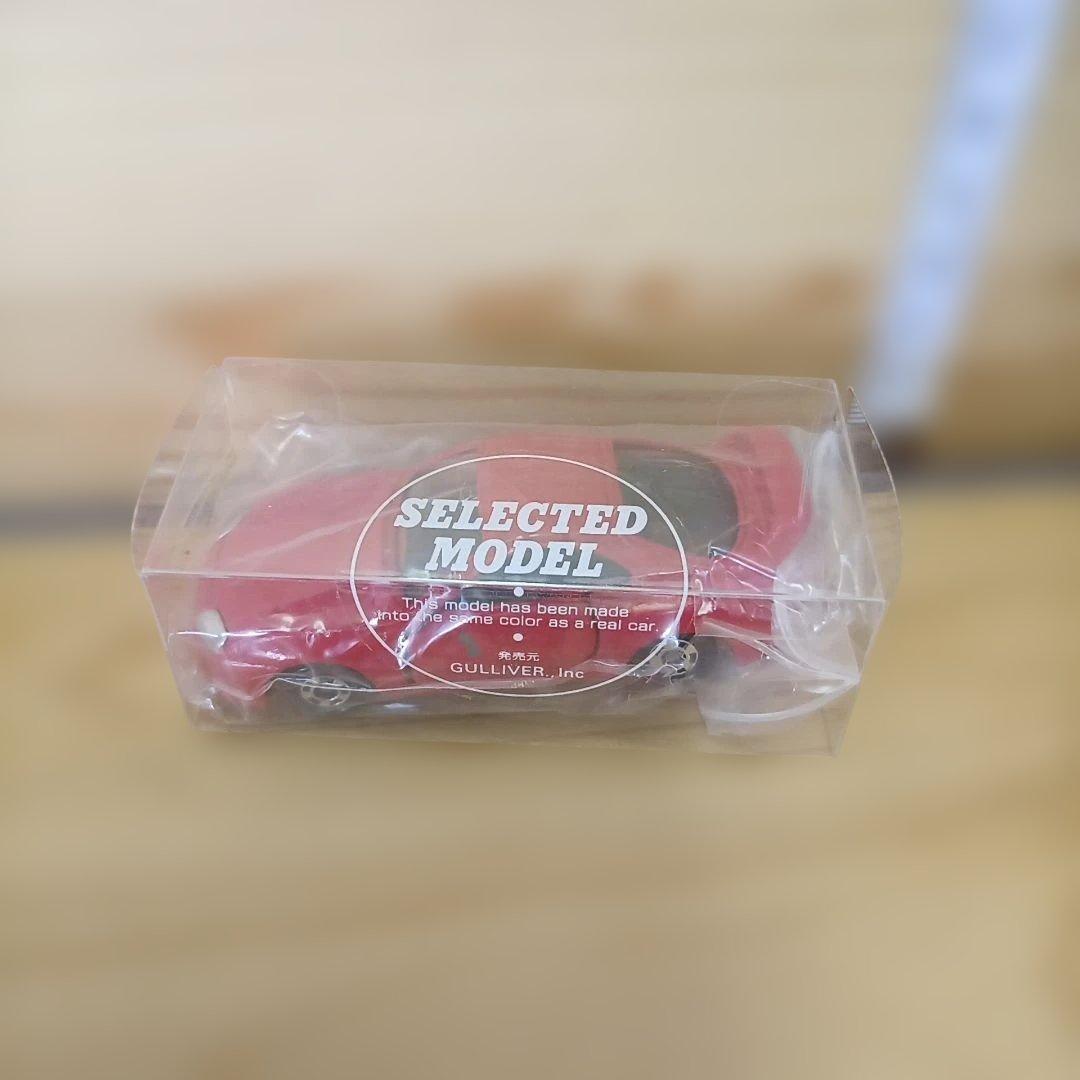 SELECTED
MODEL
This model has been made
into the same color as a real car.
発売元
GULLIVER., Inc